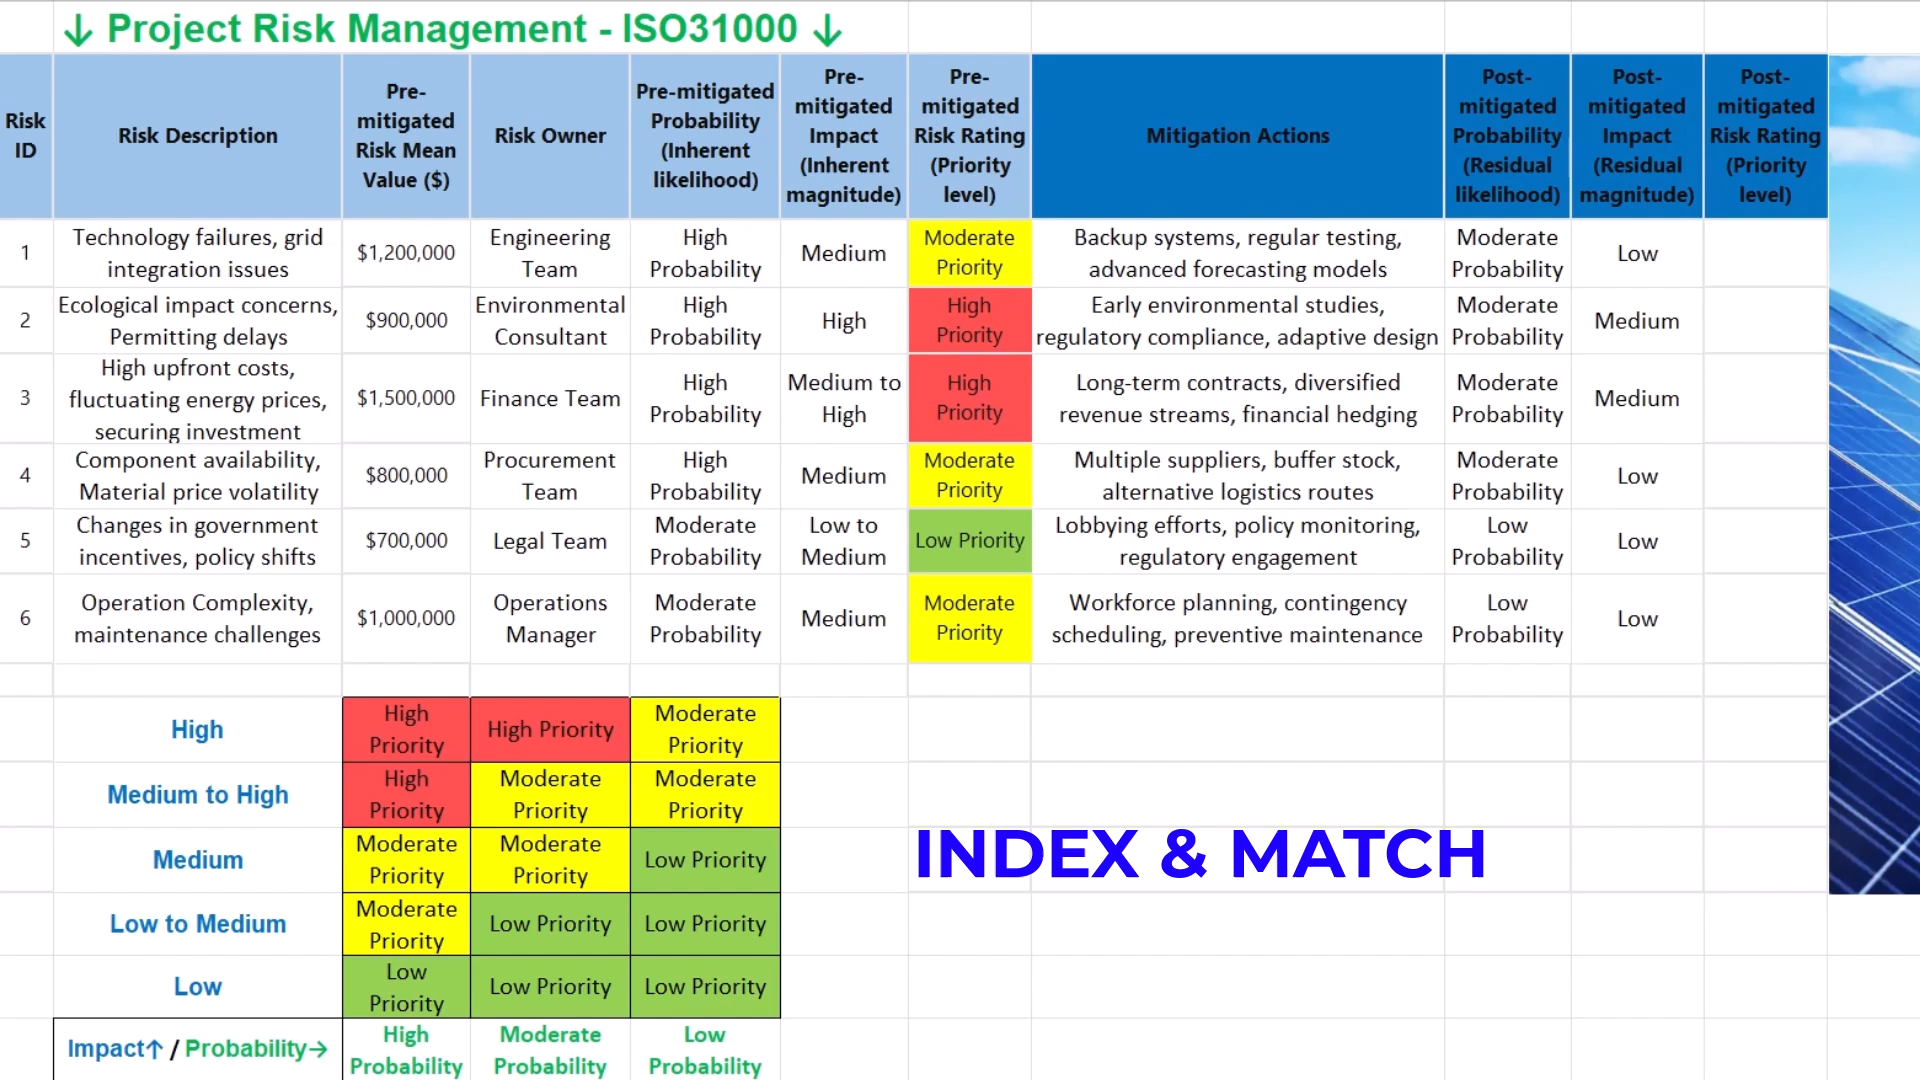 ↓ Project Risk Management - ISO31000 ↓
Risk
ID
Risk Description
Pre-
mitigated
Risk Mean
Value ($)
Risk Owner
Pre-mitigated
Probability
(Inherent
likelihood)
Pre-
mitigated
Impact
(Inherent
magnitude)
Pre-
mitigated
Risk Rating
(Priority
level)
Mitigation Actions
Post-
mitigated
Probability
(Residual
likelihood)
Post-
mitigated
Impact
(Residual
magnitude)
Post-
mitigated
Risk Rating
(Priority
level)
1
Technology failures, grid
integration issues
$1,200,000
Engineering
Team
High
Probability
Medium
Moderate
Priority
Backup systems, regular testing,
advanced forecasting models
Moderate
Probability
Low
2
Ecological impact concerns,
Permitting delays
$900,000
Environmental
Consultant
High
Probability
High
High
Priority
Early environmental studies,
regulatory compliance, adaptive design
Moderate
Probability
Medium
3
High upfront costs,
fluctuating energy prices,
securing investment
$1,500,000
Finance Team
High
Probability
Medium to
High
High
Priority
Long-term contracts, diversified
revenue streams, financial hedging
Moderate
Probability
Medium
4
Component availability,
Material price volatility
$800,000
Procurement
Team
High
Probability
Medium
Moderate
Priority
Multiple suppliers, buffer stock,
alternative logistics routes
Moderate
Probability
Low
5
Changes in government
incentives, policy shifts
$700,000
Legal Team
Moderate
Probability
Low to
Medium
Low Priority
Lobbying efforts, policy monitoring,
regulatory engagement
Low
Probability
Low
6
Operation Complexity,
maintenance challenges
$1,000,000
Operations
Manager
Moderate
Probability
Medium
Moderate
Priority
Workforce planning, contingency
scheduling, preventive maintenance
Low
Probability
Low
High
High
Priority
High Priority
Moderate
Priority
Medium to High
High
Priority
Moderate
Priority
Moderate
Priority
Medium
Moderate
Priority
Moderate
Priority
Low Priority
Low to Medium
Moderate
Priority
Low Priority
Low Priority
Low
Low
Priority
Low Priority
Low Priority
Impact↑ / Probability→
High
Probability
Moderate
Probability
Low
Probability
INDEX & MATCH